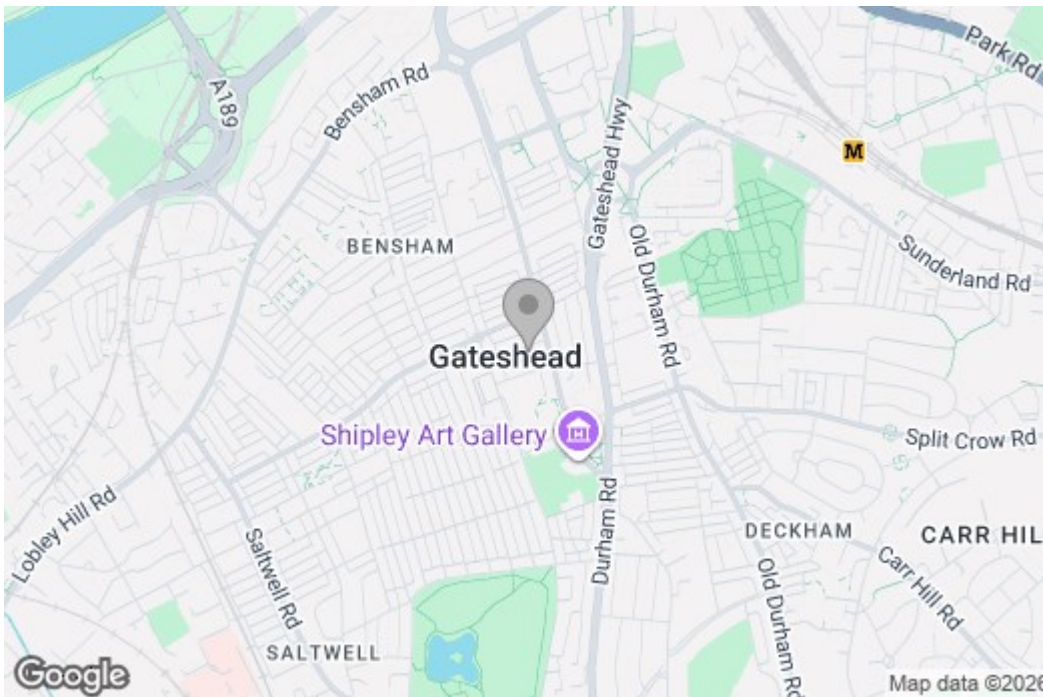 Park Rd
A189
Bensham Rd
Gateshead Hwy
M
BENSHAM
Old Durham Rd
Sunderland Rd
Gateshead
Shipley Art Gallery
Split Crow Rd
Lobley Hill Rd
Saltwell Rd
Durham Rd
DECKHAM
CARR HIL
Old Durham Rd
Carr Hill Rd
SALTWELL
Google
Map data ©2026